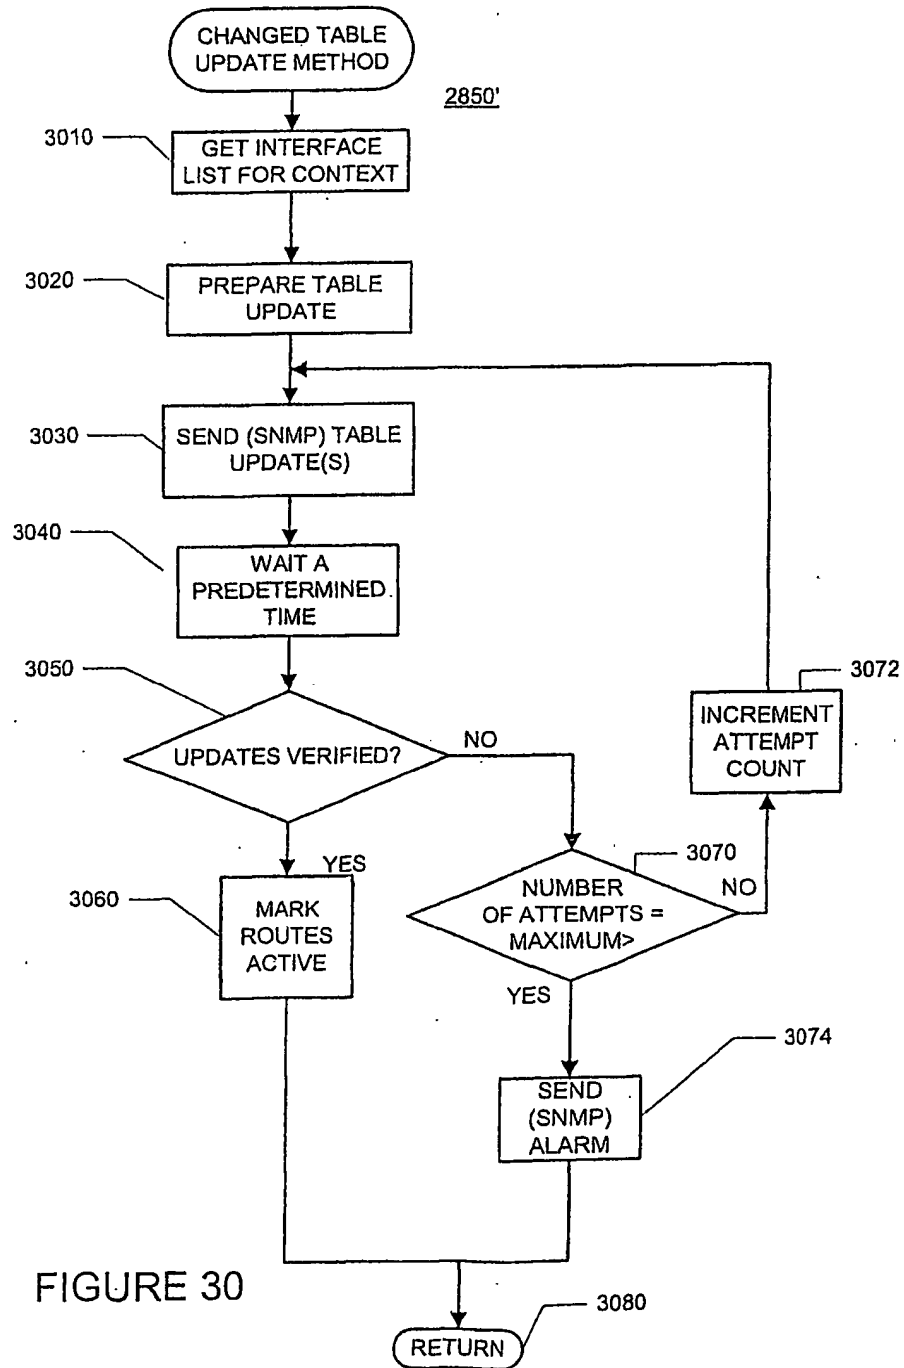 CHANGED TABLE
UPDATE METHOD
2850'
3010
GET INTERFACE
LIST FOR CONTEXT
3020
PREPARE TABLE
UPDATE
3030
SEND (SNMP) TABLE
UPDATE(S)
3040
WAIT A
PREDETERMINED
TIME
3050
UPDATES VERIFIED?
NO
3072
INCREMENT
ATTEMPT
COUNT
YES
3060
MARK
ROUTES
ACTIVE
3070
NUMBER
OF ATTEMPTS =
MAXIMUM>
NO
YES
3074
SEND
(SNMP)
ALARM
FIGURE 30
3080
RETURN